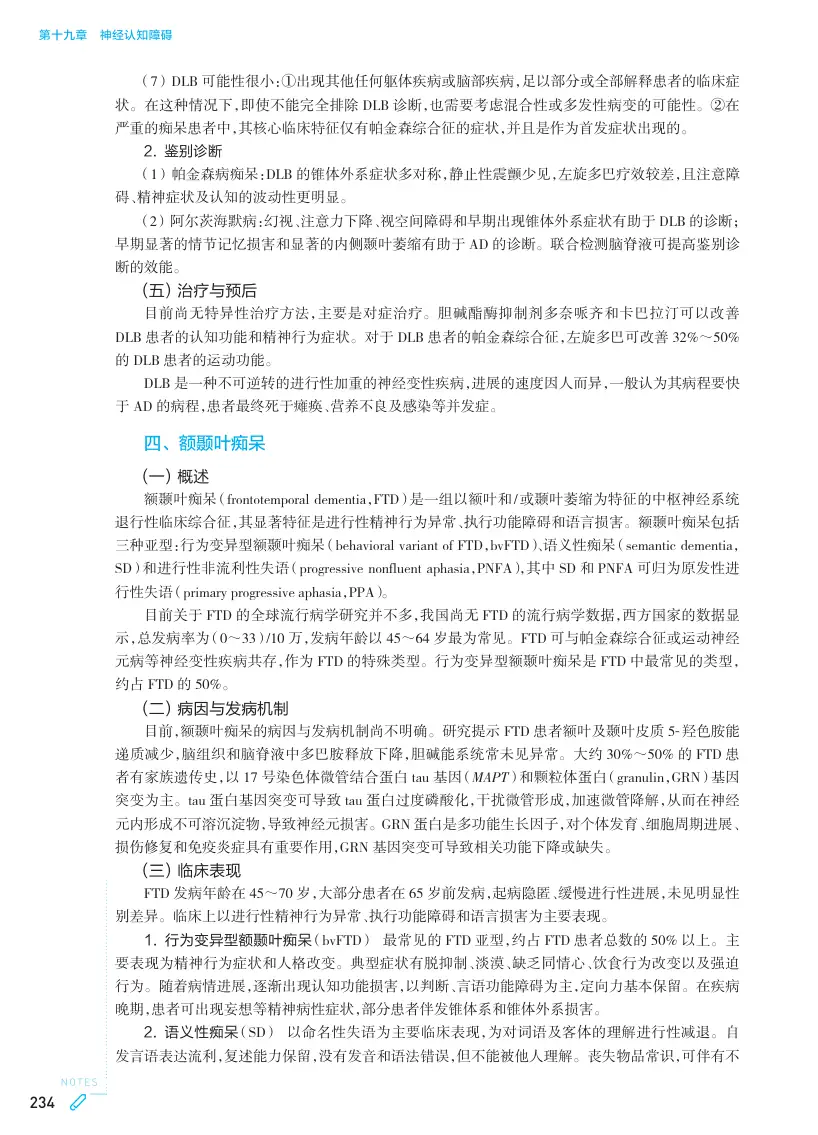 第十九章 神经认知障碍
（7）DLB 可能性很小：①出现其他任何躯体疾病或脑部疾病，足以部分或全部解释患者的临床症
状。在这种情况下，即使不能完全排除 DLB 诊断，也需要考虑混合性或多发性病变的可能性。②在
严重的痴呆患者中，其核心临床特征仅有帕金森综合征的症状，并且是作为首发症状出现的。
2. 鉴别诊断
（1）帕金森病痴呆：DLB 的锥体外系症状多对称，静止性震颤少见，左旋多巴疗效较差，且注意障
碍、精神症状及认知的波动性更明显。
（2）阿尔茨海默病：幻视、注意力下降、视空间障碍和早期出现锥体外系症状有助于 DLB 的诊断；
早期显著的情节记忆损害和显著的内侧颞叶萎缩有助于 AD 的诊断。联合检测脑脊液可提高鉴别诊
断的效能。
（五）治疗与预后
目前尚无特异性治疗方法，主要是对症治疗。胆碱酯酶抑制剂多奈哌齐和卡巴拉汀可以改善
DLB 患者的认知功能和精神行为症状。对于 DLB 患者的帕金森综合征，左旋多巴可改善 32%～50%
的 DLB 患者的运动功能。
DLB 是一种不可逆转的进行性加重的神经变性疾病，进展的速度因人而异，一般认为其病程要快
于 AD 的病程，患者最终死于瘫痪、营养不良及感染等并发症。
四、额颞叶痴呆
（一）概述
额颞叶痴呆（frontotemporal dementia，FTD）是一组以额叶和/或颞叶萎缩为特征的中枢神经系统
退行性临床综合征，其显著特征是进行性精神行为异常、执行功能障碍和语言损害。额颞叶痴呆包括
三种亚型：行为变异型额颞叶痴呆（behavioral variant of FTD，bvFTD）、语义性痴呆（semantic dementia，
SD）和进行性非流利性失语（progressive nonfluent aphasia，PNFA），其中 SD 和 PNFA 可归为原发性进
行性失语（primary progressive aphasia，PPA）。
目前关于 FTD 的全球流行病学研究并不多，我国尚无 FTD 的流行病学数据，西方国家的数据显
示，总发病率为（0～33）/10 万，发病年龄以 45～64 岁最为常见。FTD 可与帕金森综合征或运动神经
元病等神经变性疾病共存，作为 FTD 的特殊类型。行为变异型额颞叶痴呆是 FTD 中最常见的类型，
约占 FTD 的 50%。
（二）病因与发病机制
目前，额颞叶痴呆的病因与发病机制尚不明确。研究提示 FTD 患者额叶及颞叶皮质 5-羟色胺能
递质减少，脑组织和脑脊液中多巴胺释放下降，胆碱能系统常未见异常。大约 30%～50% 的 FTD 患
者有家族遗传史，以 17 号染色体微管结合蛋白 tau 基因（MAPT）和颗粒体蛋白（granulin，GRN）基因
突变为主。tau 蛋白基因突变可导致 tau 蛋白过度磷酸化，干扰微管形成，加速微管降解，从而在神经
元内形成不可溶沉淀物，导致神经元损害。GRN 蛋白是多功能生长因子，对个体发育、细胞周期进展、
损伤修复和免疫炎症具有重要作用，GRN 基因突变可导致相关功能下降或缺失。
（三）临床表现
FTD 发病年龄在 45～70 岁，大部分患者在 65 岁前发病，起病隐匿、缓慢进行性进展，未见明显性
别差异。临床上以进行性精神行为异常、执行功能障碍和语言损害为主要表现。
1. 行为变异型额颞叶痴呆（bvFTD） 最常见的 FTD 亚型，约占 FTD 患者总数的 50% 以上。主
要表现为精神行为症状和人格改变。典型症状有脱抑制、淡漠、缺乏同情心、饮食行为改变以及强迫
行为。随着病情进展，逐渐出现认知功能损害，以判断、言语功能障碍为主，定向力基本保留。在疾病
晚期，患者可出现妄想等精神病性症状，部分患者伴发锥体系和锥体外系损害。
2. 语义性痴呆（SD） 以命名性失语为主要临床表现，为对词语及客体的理解进行性减退。自
发言语表达流利，复述能力保留，没有发音和语法错误，但不能被他人理解。丧失物品常识，可伴有不
NOTES
234